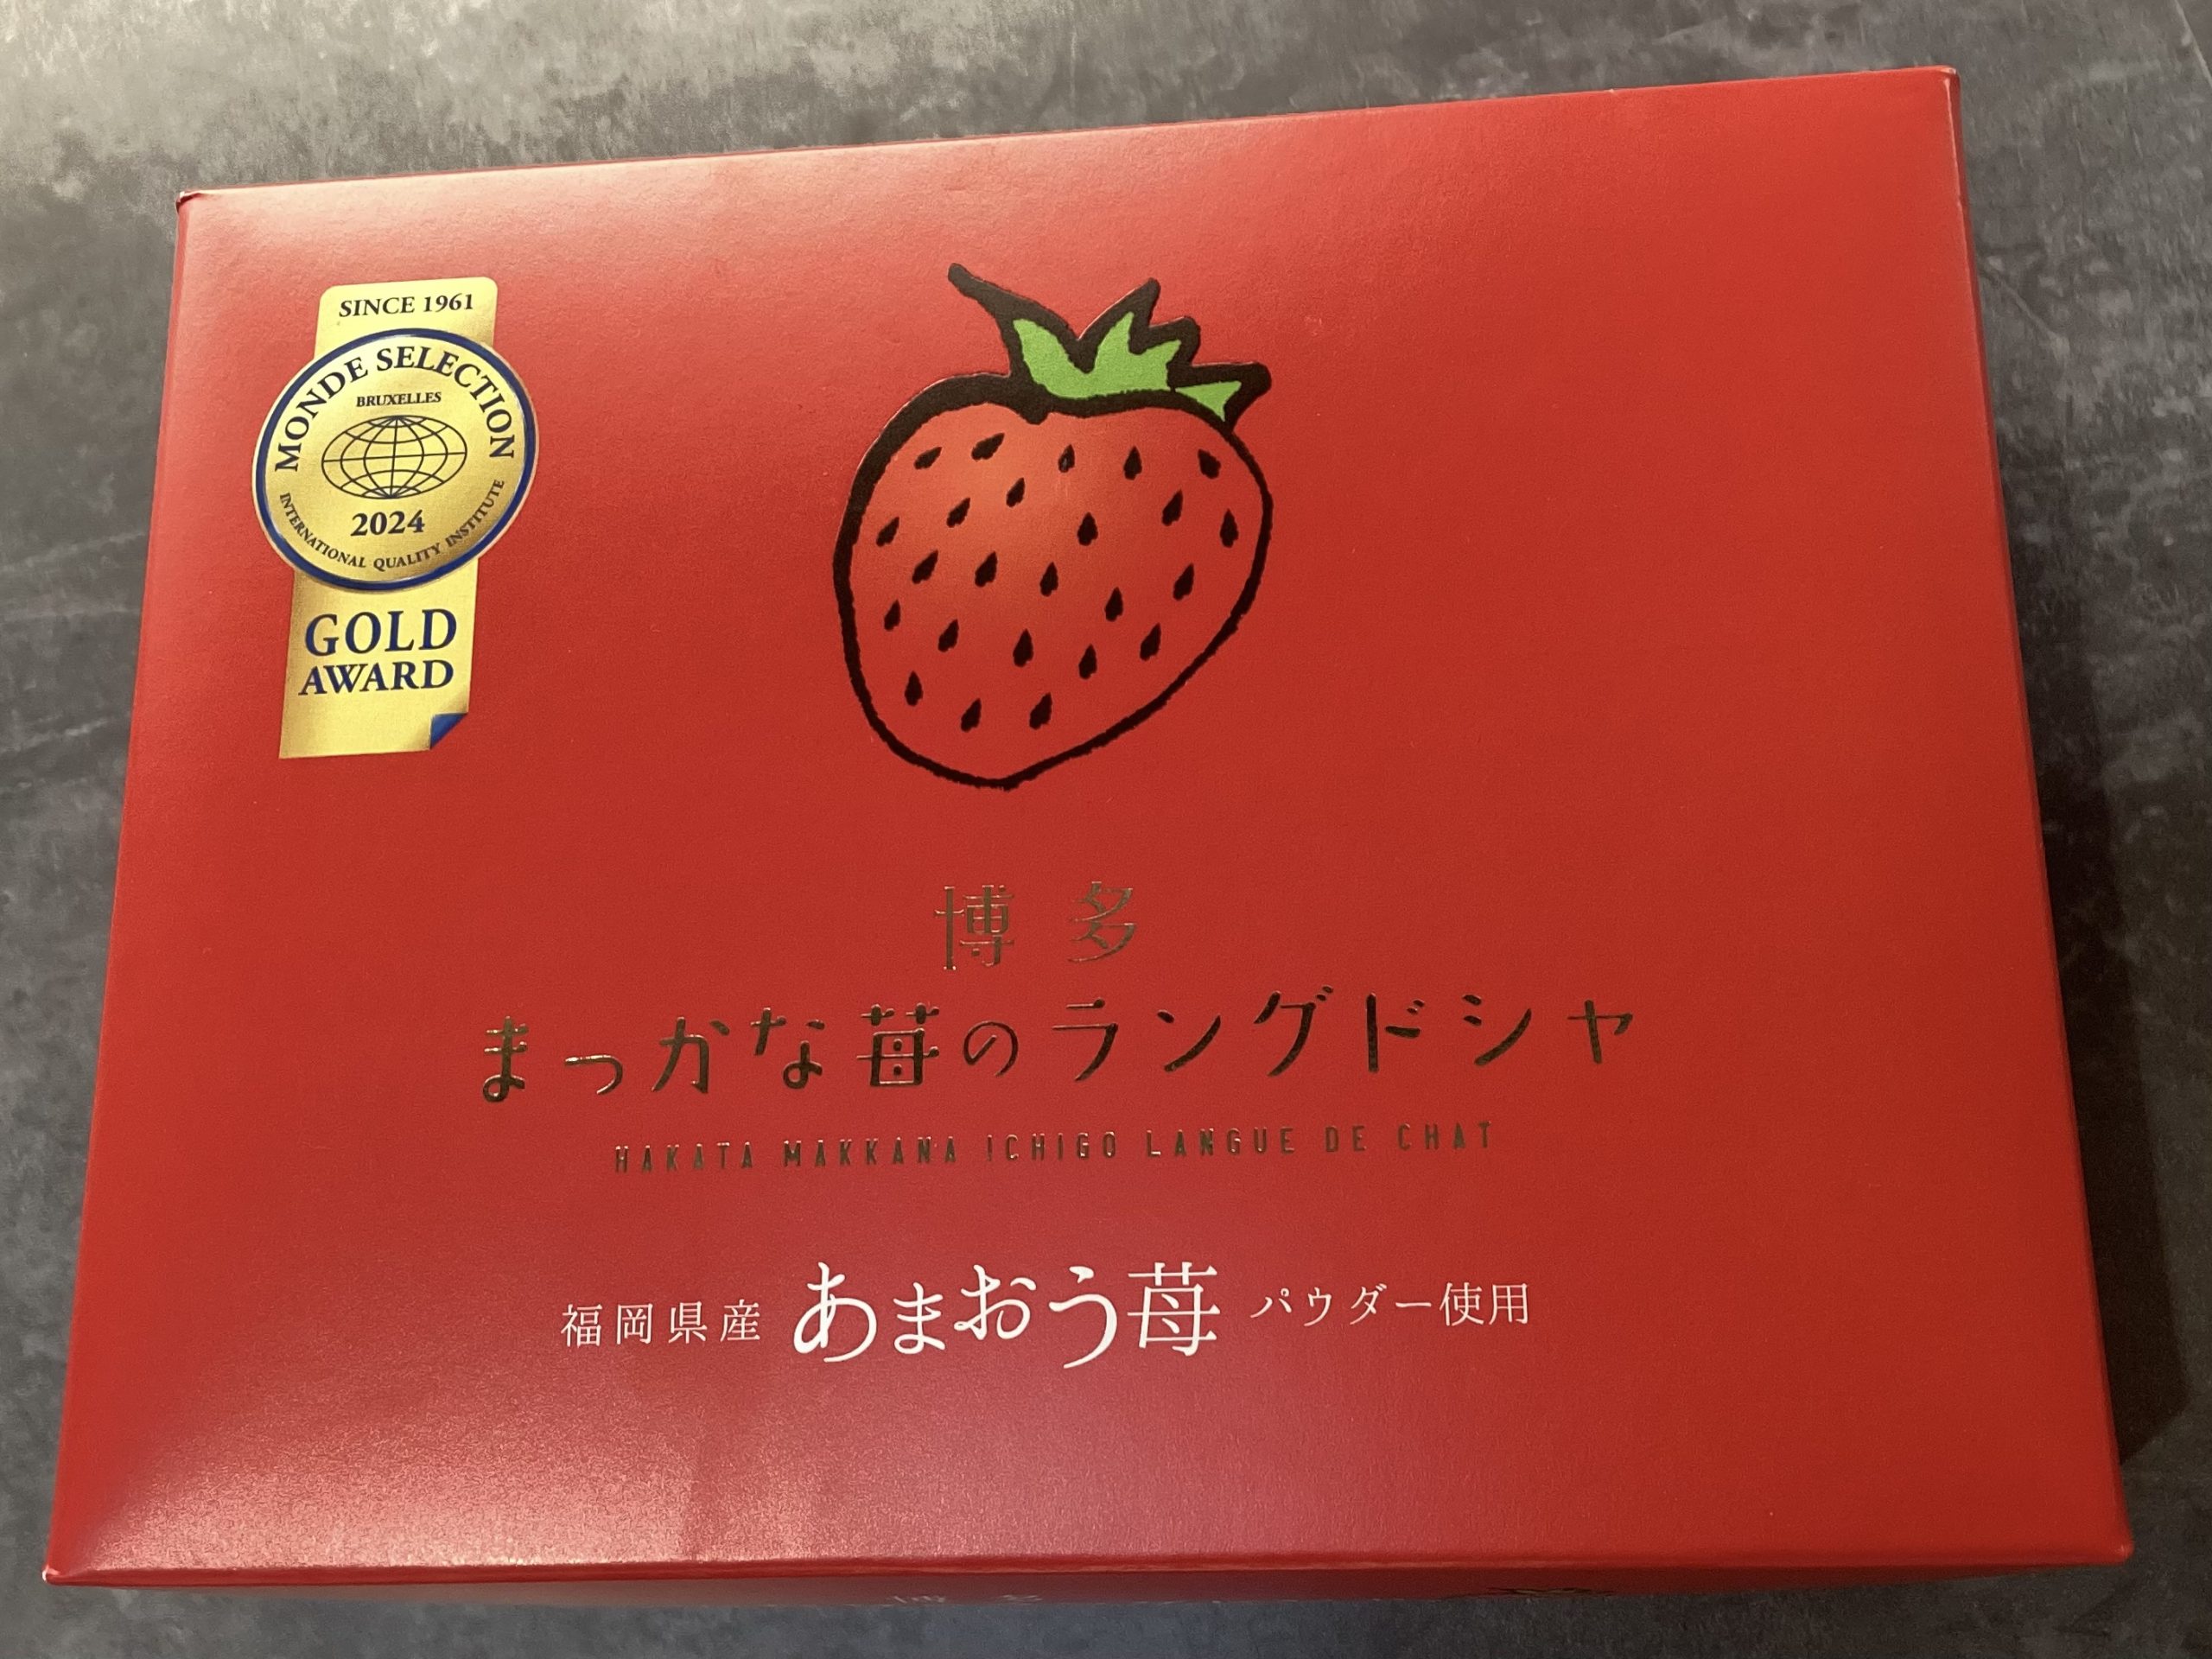 SINCE 1961
MONDE SELECTION
BRUXELLES
2024
INTERNATIONAL QUALITY INSTITUTE
GOLD
AWARD
博多
まっかな苺のラングドシャ
HAKATA MAKKANA ICHIGO LANGUE DE CHAT
福岡県産 あまおう苺 パウダー使用